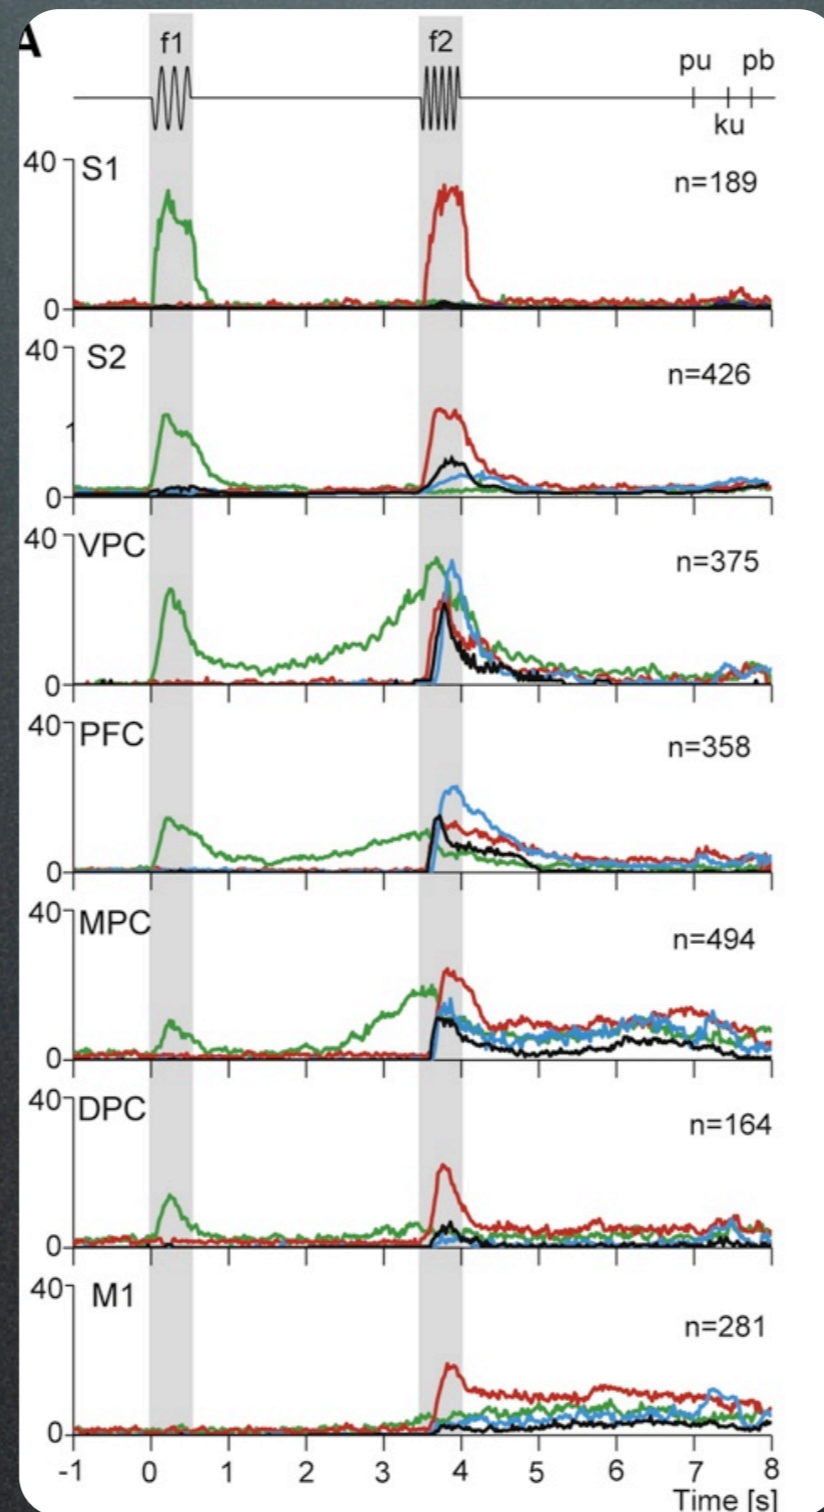 A
f1 f2
pu pb
ku
40 S1 n=189
0
40 S2 n=426
0
40 VPC n=375
0
40 PFC n=358
0
40 MPC n=494
0
40 DPC n=164
0
40 M1 n=281
0
-1 0 1 2 3 4 5 6 7 8
Time [s]